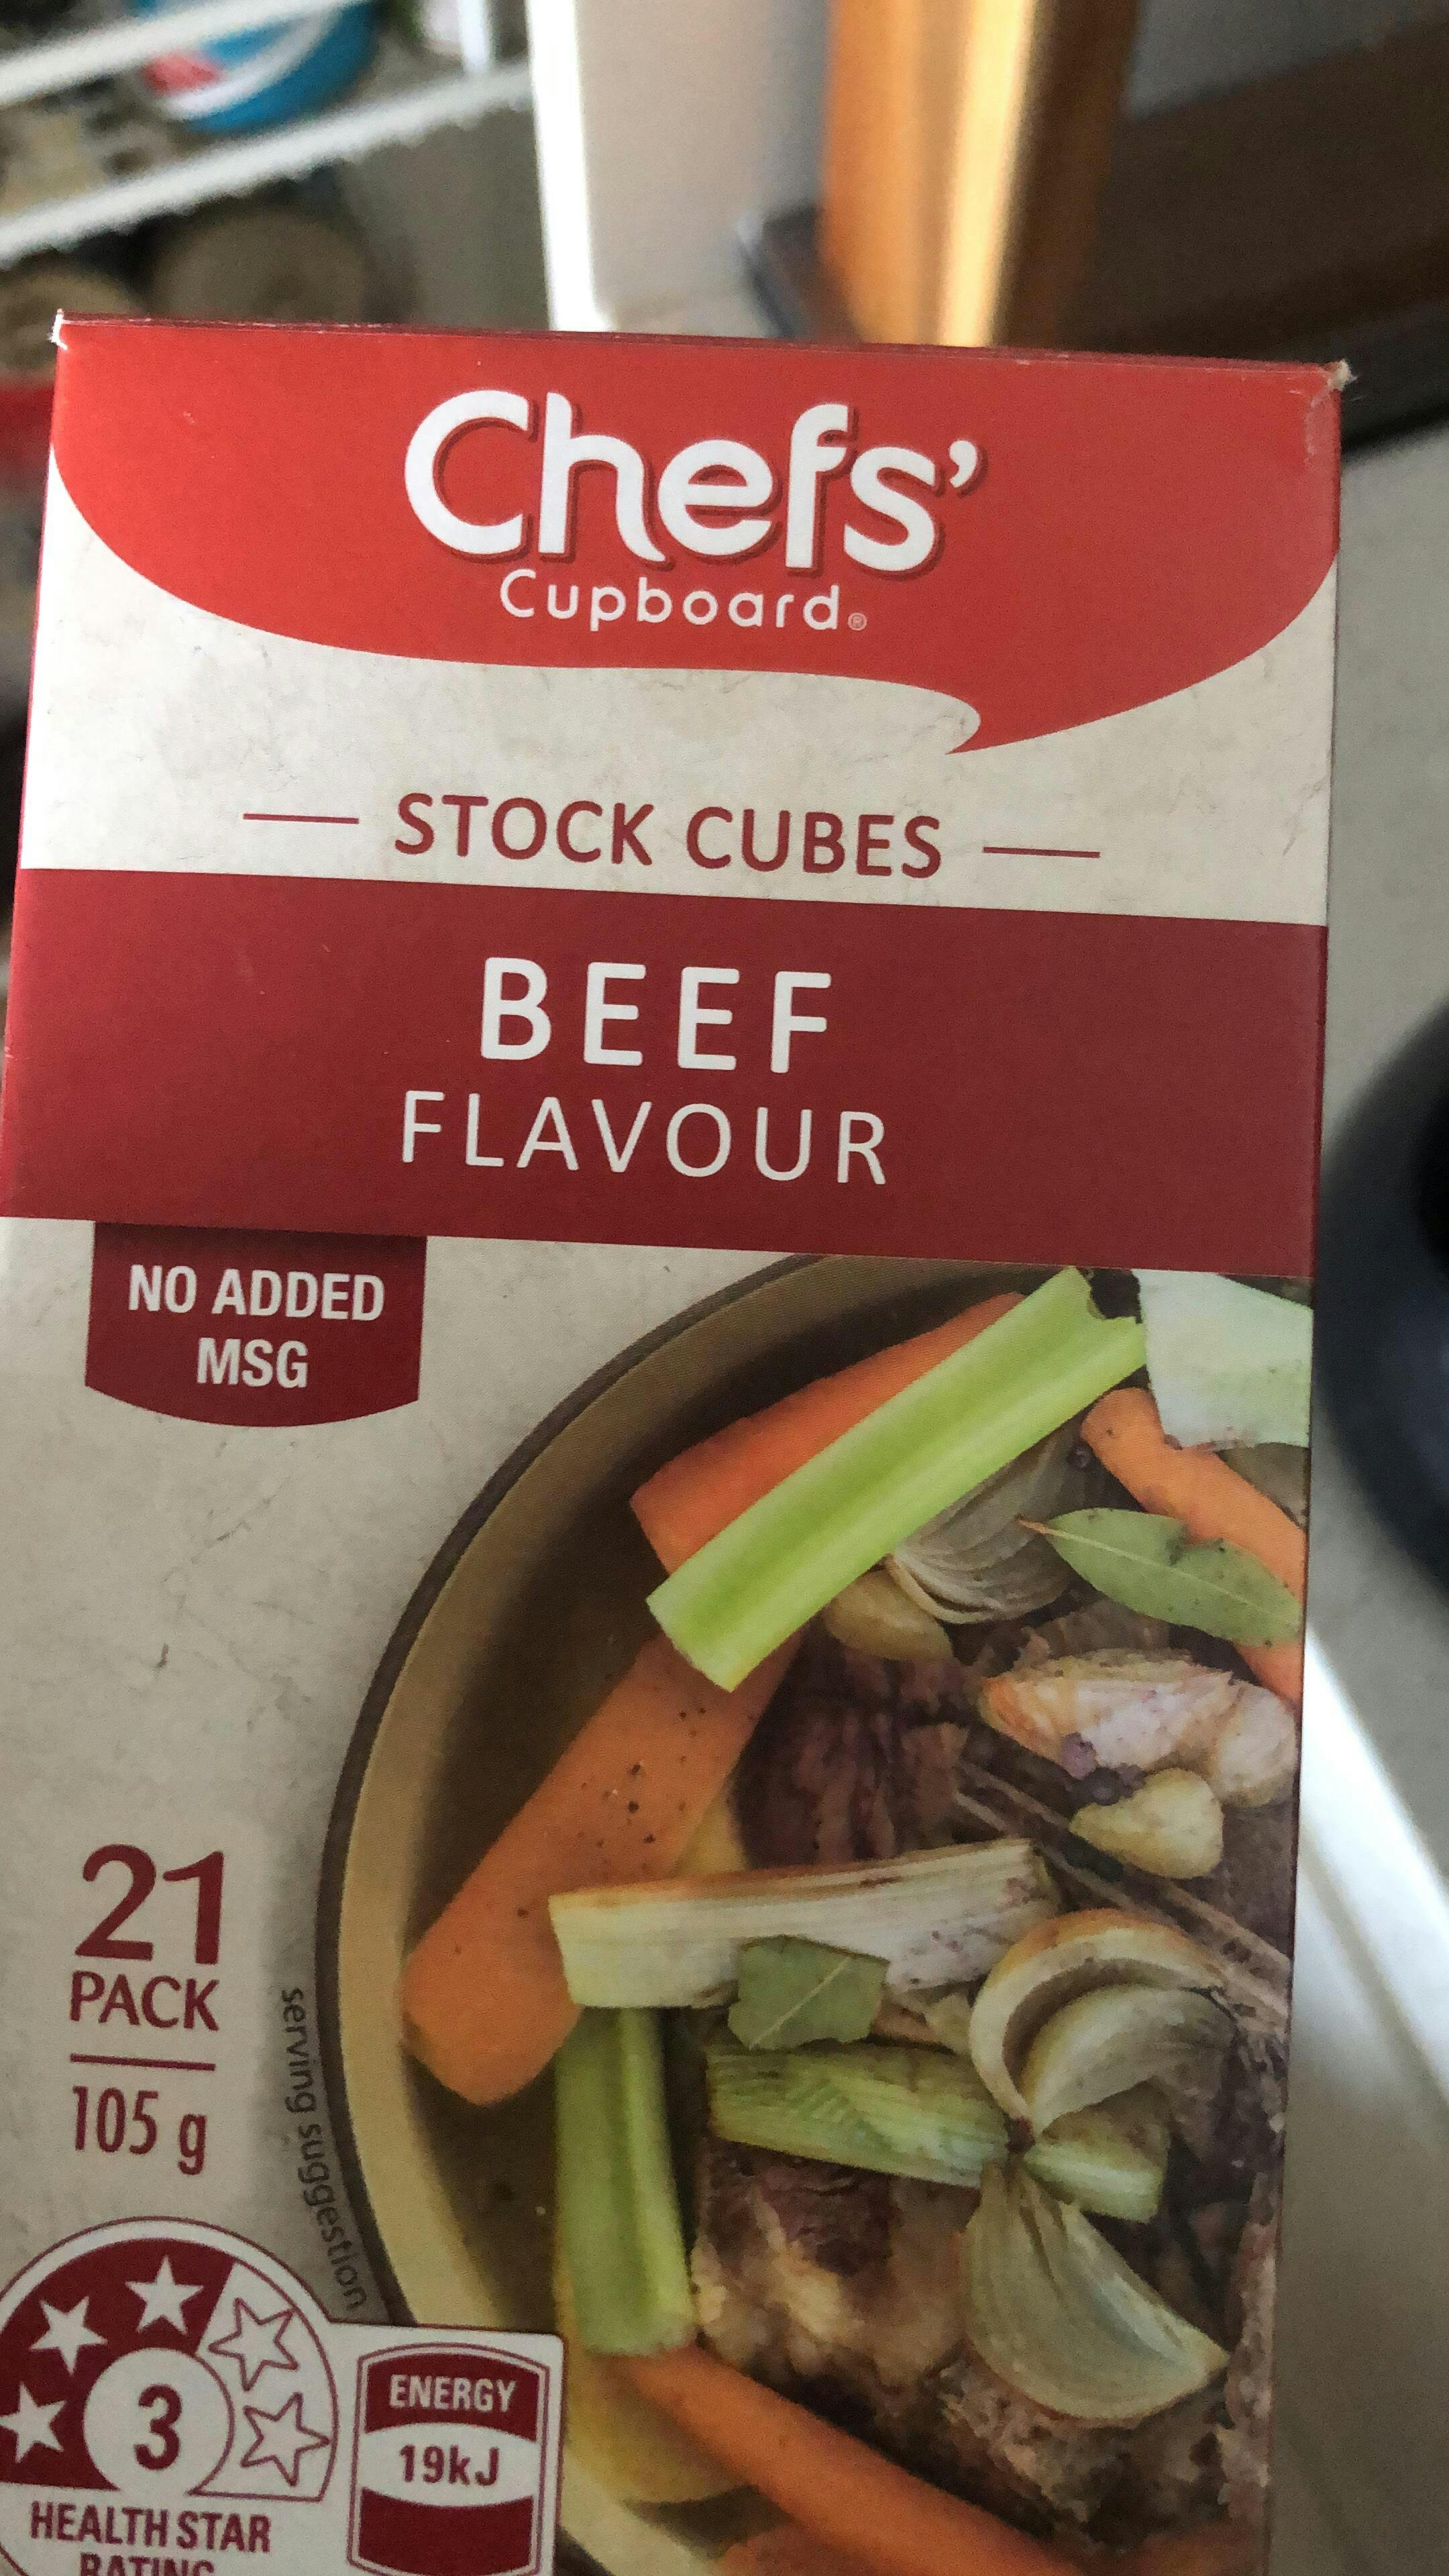 Chefs'
Cupboard®
STOCK CUBES
BEEF
FLAVOUR
NO ADDED
MSG
21
PACK
105 g
serving suggestion
3
HEALTH STAR
RATING
ENERGY
19kJ